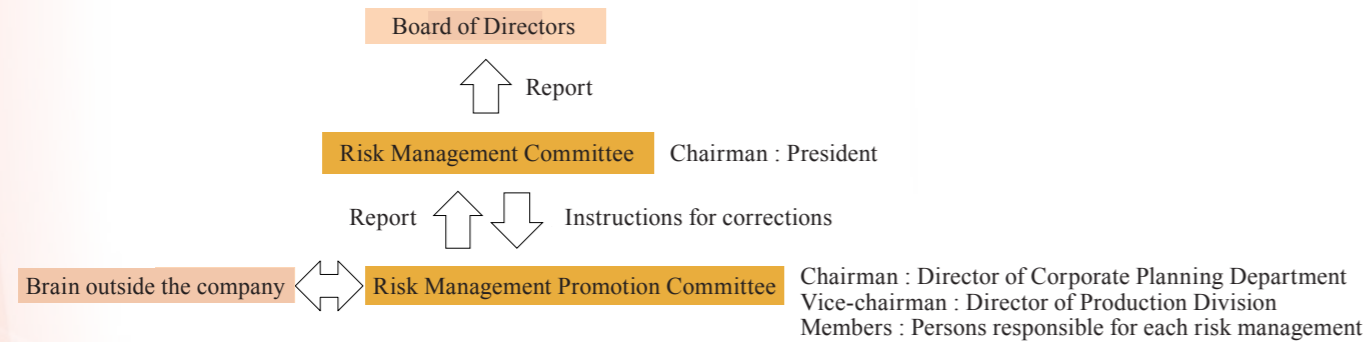 Board of Directors
Report
Risk Management Committee
Chairman : President
Report
Instructions for corrections
Brain outside the company
Risk Management Promotion Committee
Chairman : Director of Corporate Planning Department
Vice-chairman : Director of Production Division
Members : Persons responsible for each risk management